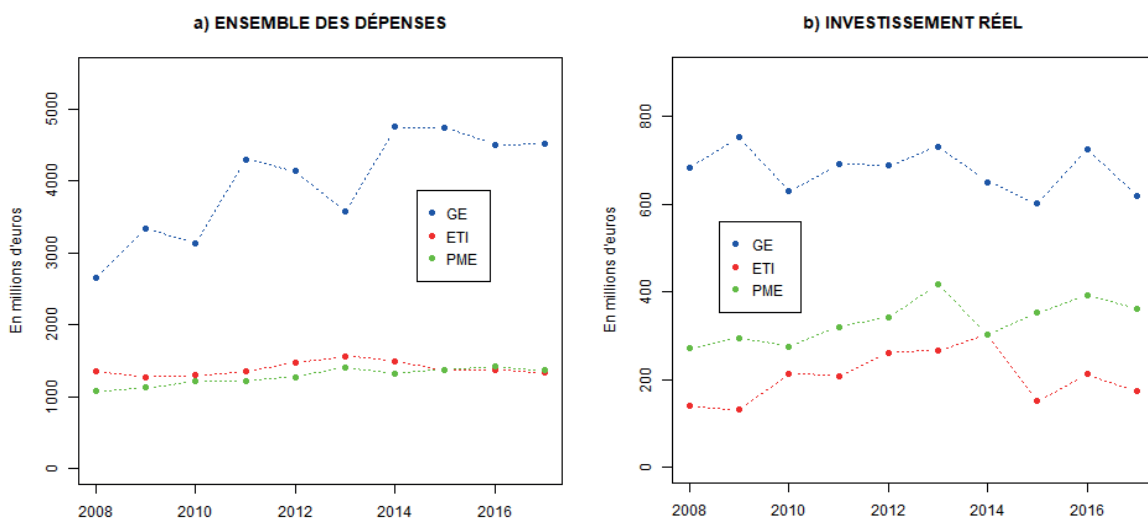 a) ENSEMBLE DES DÉPENSES
En millions d'euros
5000
4000
3000
2000
1000
0
GE
ETI
PME
2008 2010 2012 2014 2016
b) INVESTISSEMENT RÉEL
En millions d'euros
800
600
400
200
0
GE
ETI
PME
2008 2010 2012 2014 2016